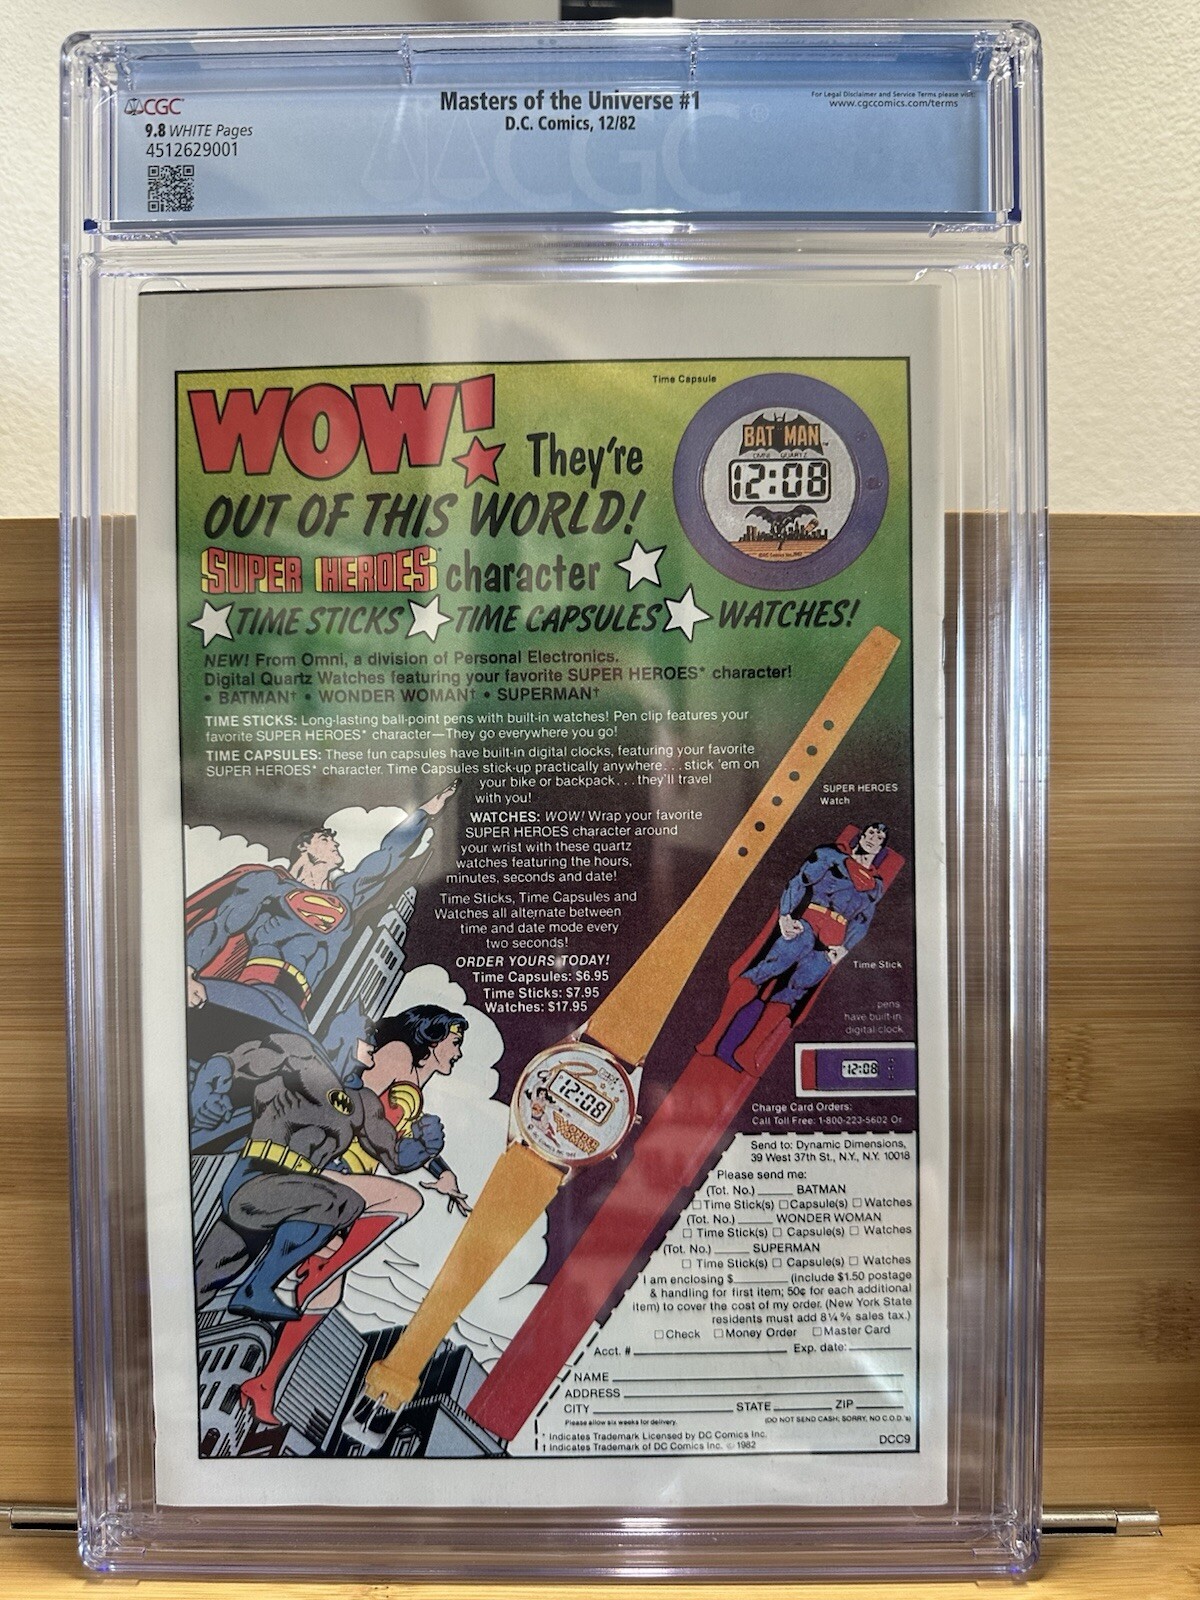 CGC
9.8 WHITE Pages
4512629001
Masters of the Universe #1
D.C. Comics, 12/82
For Legal Disclaimer and Service Terms please visit:
www.cgccomics.com/terms
CGC
WOW!
They're
OUT OF THIS WORLD!
SUPER HEROES character
TIME STICKS TIME CAPSULES WATCHES!
Time Capsule
BATMAN
OMNI QUARTZ
12:08
NEW! From Omni, a division of Personal Electronics.
Digital Quartz Watches featuring your favorite SUPER HEROES* character!
• BATMAN† • WONDER WOMAN† • SUPERMAN†
TIME STICKS: Long-lasting ball-point pens with built-in watches! Pen clip features your
favorite SUPER HEROES* character—They go everywhere you go!
TIME CAPSULES: These fun capsules have built-in digital clocks, featuring your favorite
SUPER HEROES* character. Time Capsules stick-up practically anywhere...stick 'em on
your bike or backpack...they'll travel
with you!
WATCHES: WOW! Wrap your favorite
SUPER HEROES character around
your wrist with these quartz
watches featuring the hours,
minutes, seconds and date!
Time Sticks, Time Capsules and
Watches all alternate between
time and date mode every
two seconds!
ORDER YOURS TODAY!
Time Capsules: $6.95
Time Sticks: $7.95
Watches: $17.95
SUPER HEROES
Watch
Time Stick
pens
have built-in
digital clock
12:08
12:08
WONDER
WOMAN
Charge Card Orders:
Call Toll Free: 1-800-223-5602 Or
Send to: Dynamic Dimensions,
39 West 37th St., N.Y., N.Y. 10018
Please send me:
(Tot. No.) ____ BATMAN
□ Time Stick(s) □ Capsule(s) □ Watches
(Tot. No.) ____ WONDER WOMAN
□ Time Stick(s) □ Capsule(s) □ Watches
(Tot. No.) ____ SUPERMAN
□ Time Stick(s) □ Capsule(s) □ Watches
I am enclosing $______ (include $1.50 postage
& handling for first item; 50¢ for each additional
item) to cover the cost of my order. (New York State
residents must add 8¼% sales tax.)
□ Check □ Money Order □ Master Card
Acct. # ______ Exp. date: ______
NAME
ADDRESS
CITY ______ STATE ______ ZIP ______
Please allow six weeks for delivery. (DO NOT SEND CASH, SORRY, NO C.O.D.'s)
* Indicates Trademark Licensed by DC Comics Inc.
† Indicates Trademark of DC Comics Inc. © 1982
DCC9